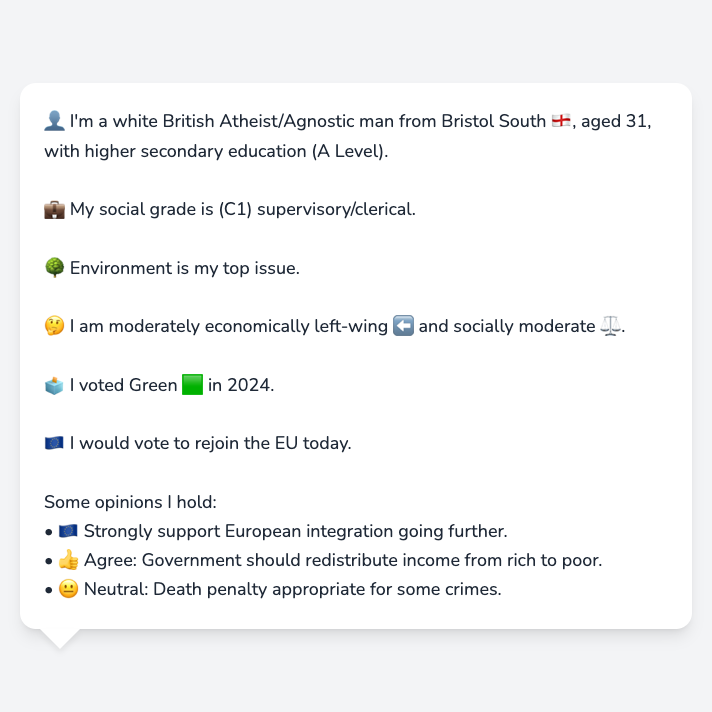 👤 I'm a white British Atheist/Agnostic man from Bristol South 🏴󠁧󠁢󠁥󠁮󠁧󠁿, aged 31,
with higher secondary education (A Level).
💼 My social grade is (C1) supervisory/clerical.
🌳 Environment is my top issue.
🤔 I am moderately economically left-wing ⬅️ and socially moderate ⚖️.
🗳️ I voted Green 🟩 in 2024.
🇪🇺 I would vote to rejoin the EU today.
Some opinions I hold:
• 🇪🇺 Strongly support European integration going further.
• 👍 Agree: Government should redistribute income from rich to poor.
• 😐 Neutral: Death penalty appropriate for some crimes.